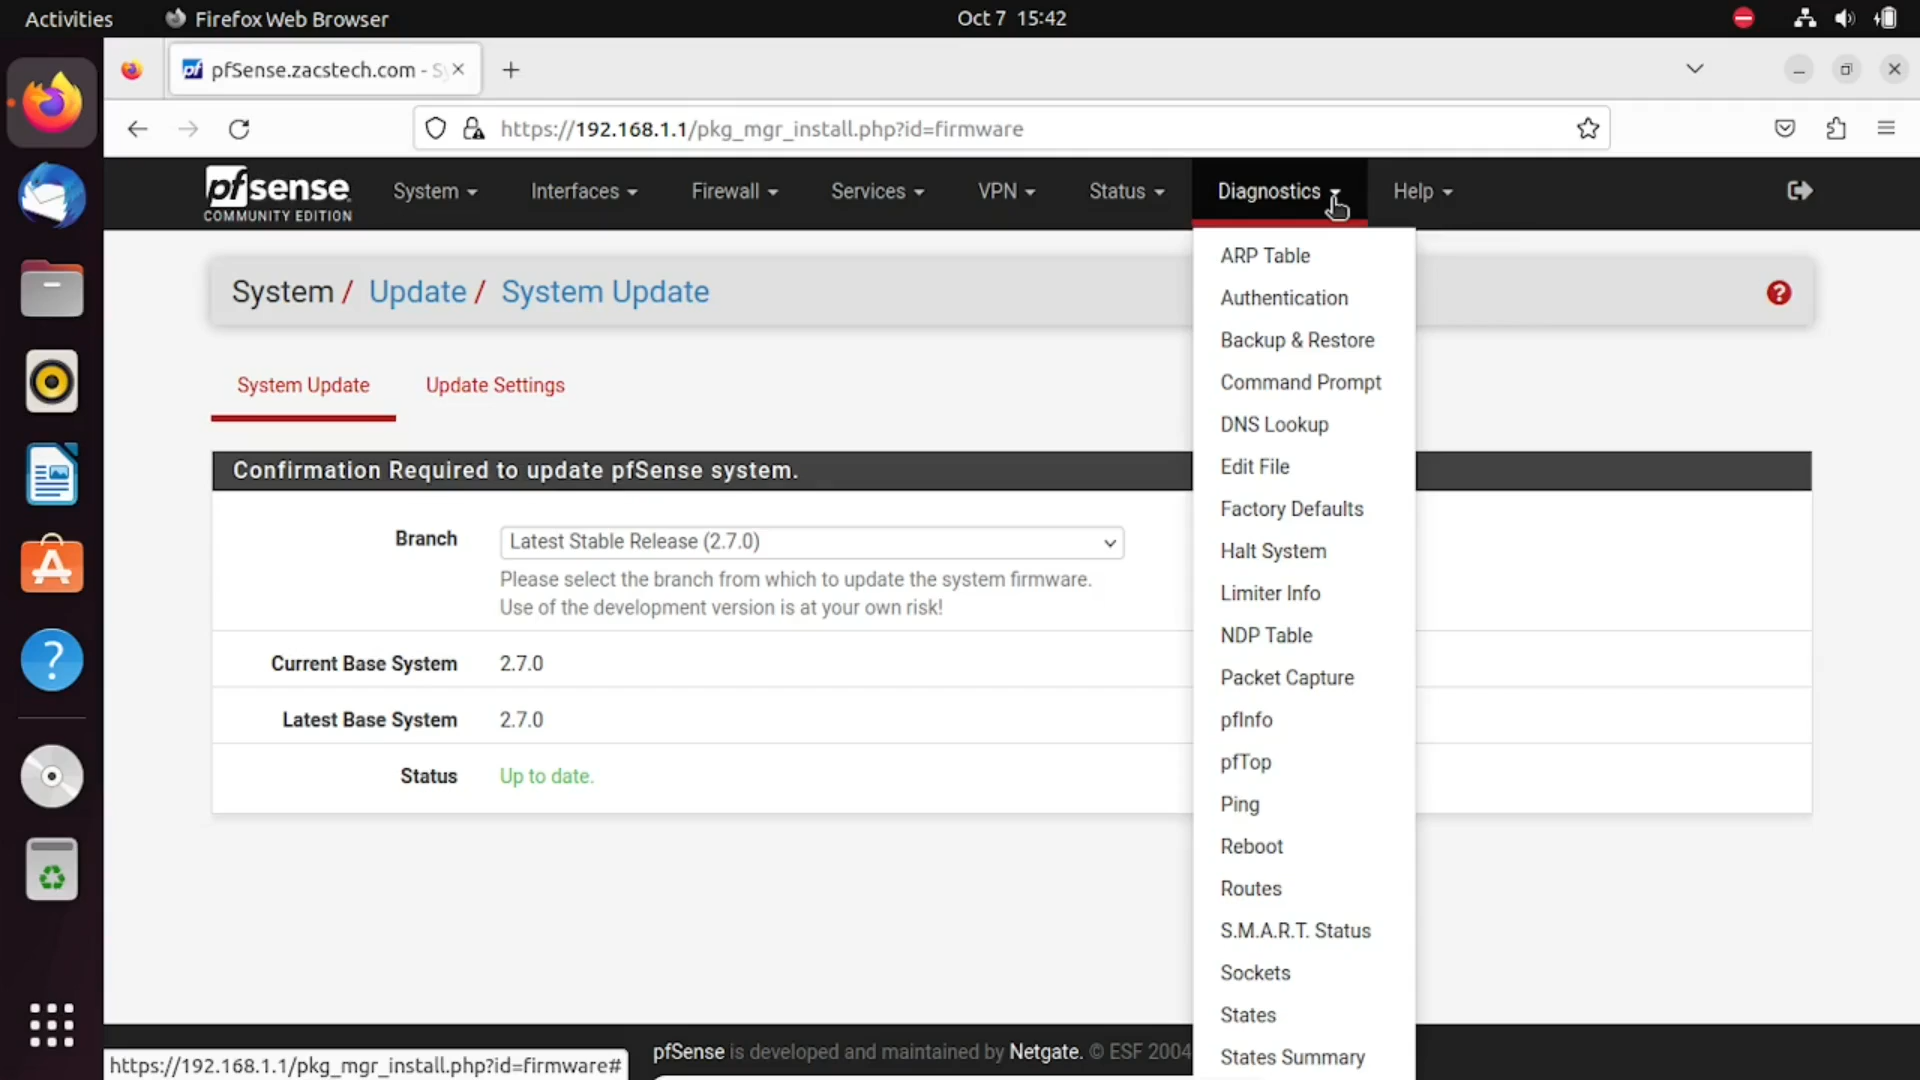 Activities
Firefox Web Browser
Oct 7 15:42
pfSense.zacstech.com - S
https://192.168.1.1/pkg_mgr_install.php?id=firmware
pfsense
COMMUNITY EDITION
System
Interfaces
Firewall
Services
VPN
Status
Diagnostics
Help
System / Update / System Update
System Update
Update Settings
Confirmation Required to update pfSense system.
Branch
Latest Stable Release (2.7.0)
Please select the branch from which to update the system firmware.
Use of the development version is at your own risk!
Current Base System
2.7.0
Latest Base System
2.7.0
Status
Up to date.
ARP Table
Authentication
Backup & Restore
Command Prompt
DNS Lookup
Edit File
Factory Defaults
Halt System
Limiter Info
NDP Table
Packet Capture
pfInfo
pfTop
Ping
Reboot
Routes
S.M.A.R.T. Status
Sockets
States
States Summary
pfSense is developed and maintained by Netgate. © ESF 2004
https://192.168.1.1/pkg_mgr_install.php?id=firmware#